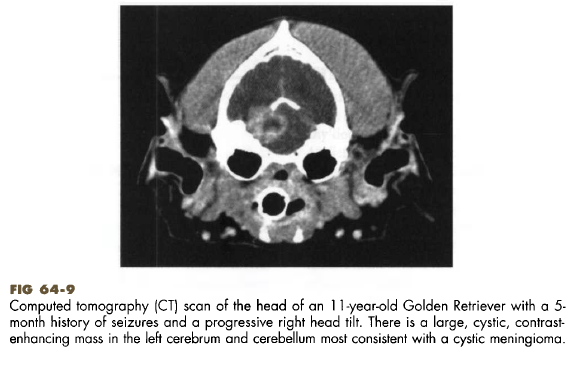 FIG 64-9
Computed tomography (CT) scan of the head of an 11-year-old Golden Retriever with a 5-
month history of seizures and a progressive right head tilt. There is a large, cystic, contrast-
enhancing mass in the left cerebrum and cerebellum most consistent with a cystic meningioma.